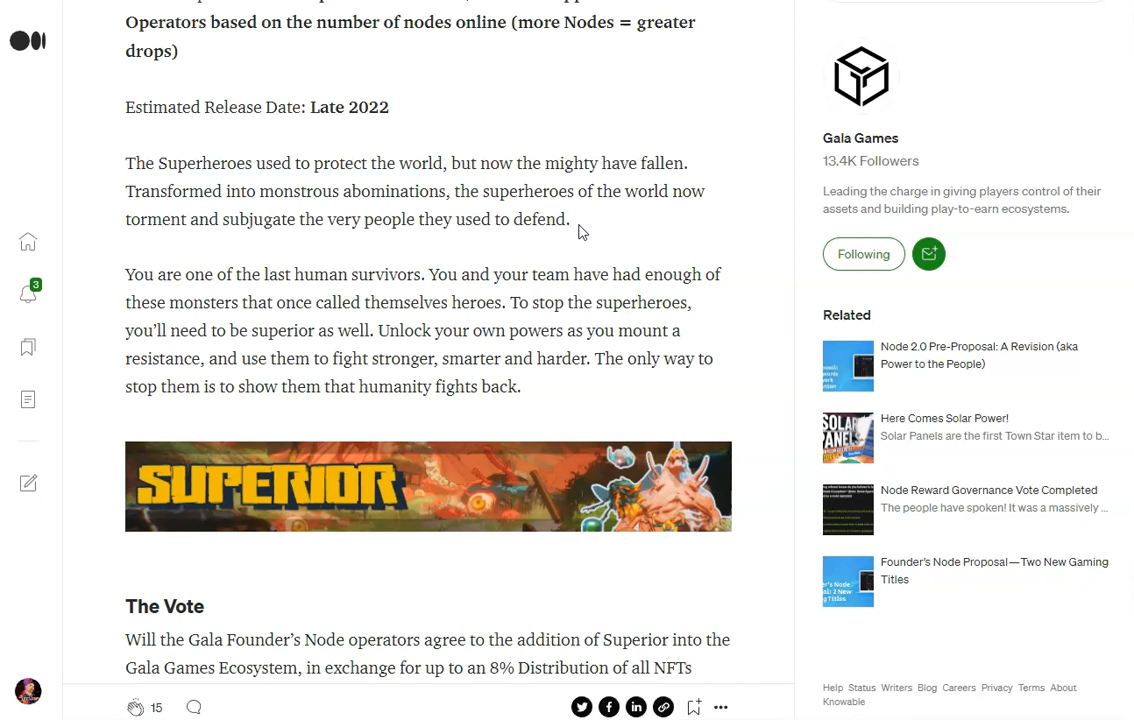 Operators based on the number of nodes online (more Nodes = greater
drops)
Estimated Release Date: Late 2022
The Superheroes used to protect the world, but now the mighty have fallen.
Transformed into monstrous abominations, the superheroes of the world now
torment and subjugate the very people they used to defend.
You are one of the last human survivors. You and your team have had enough of
these monsters that once called themselves heroes. To stop the superheroes,
you'll need to be superior as well. Unlock your own powers as you mount a
resistance, and use them to fight stronger, smarter and harder. The only way to
stop them is to show them that humanity fights back.
SUPERIOR
The Vote
Will the Gala Founder's Node operators agree to the addition of Superior into the
Gala Games Ecosystem, in exchange for up to an 8% Distribution of all NFTs
15
3
Gala Games
13.4K Followers
Leading the charge in giving players control of their
assets and building play-to-earn ecosystems.
Following
Related
Node 2.0 Pre-Proposal: A Revision (aka
Power to the People)
Here Comes Solar Power!
Solar Panels are the first Town Star item to b...
Node Reward Governance Vote Completed
The people have spoken! It was a massively ...
Founder's Node Proposal—Two New Gaming
Titles
Help Status Writers Blog Careers Privacy Terms About
Knowable